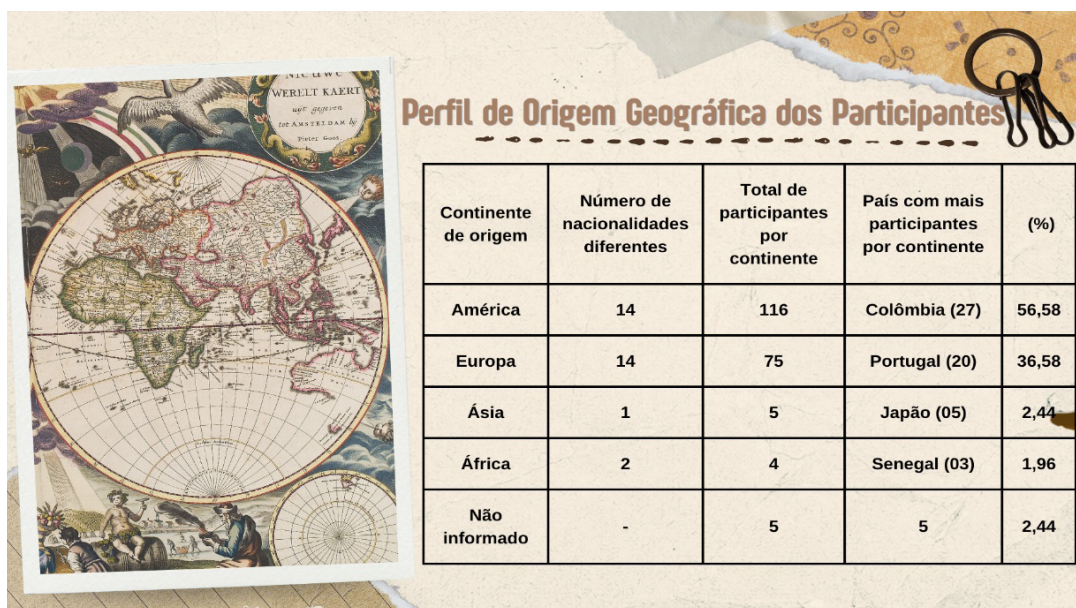 NIEUWE
WERELT KAERT
uyt gegeven
tot AMSTELDAM by
Pieter Goos.
Perfil de Origem Geográfica dos Participantes
Continente
de origem
Número de
nacionalidades
diferentes
Total de
participantes
por
continente
País com mais
participantes
por continente
(%)
América 14 116 Colômbia (27) 56,58
Europa 14 75 Portugal (20) 36,58
Ásia 1 5 Japão (05) 2,44
África 2 4 Senegal (03) 1,96
Não
informado
- 5 5 2,44